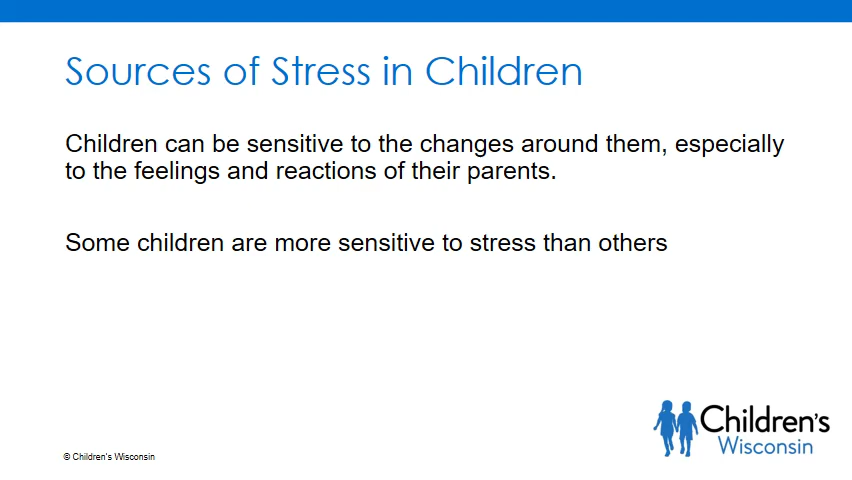 Sources of Stress in Children
Children can be sensitive to the changes around them, especially
to the feelings and reactions of their parents.
Some children are more sensitive to stress than others
Children's
Wisconsin
© Children's Wisconsin